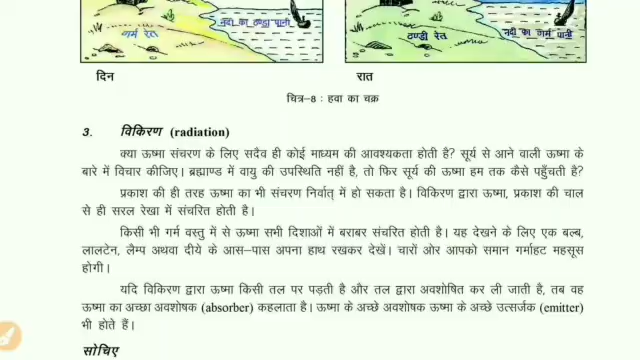 गर्म रेत
नदी का ठण्डा पानी
ठण्डी रेत
नदी का गर्म पानी
दिन
रात
चित्र-8 : हवा का चक्र
3. विकिरण (radiation)
क्या ऊष्मा संचरण के लिए सदैव ही कोई माध्यम की आवश्यकता होती है? सूर्य से आने वाली ऊष्मा के
बारे में विचार कीजिए। ब्रह्माण्ड में वायु की उपस्थिति नहीं है, तो फिर सूर्य की ऊष्मा हम तक कैसे पहुँचती है?
प्रकाश की ही तरह ऊष्मा का भी संचरण निर्वात् में हो सकता है। विकिरण द्वारा ऊष्मा, प्रकाश की चाल
से ही सरल रेखा में संचरित होती है।
किसी भी गर्म वस्तु में से ऊष्मा सभी दिशाओं में बराबर संचरित होती है। यह देखने के लिए एक बल्ब,
लालटेन, लैम्प अथवा दीये के आस-पास अपना हाथ रखकर देखें। चारों ओर आपको समान गर्माहट महसूस
होगी।
यदि विकिरण द्वारा ऊष्मा किसी तल पर पड़ती है और तल द्वारा अवशोषित कर ली जाती है, तब वह
ऊष्मा का अच्छा अवशोषक (absorber) कहलाता है। ऊष्मा के अच्छे अवशोषक ऊष्मा के अच्छे उत्सर्जक (emitter)
भी होते हैं।
सोचिए